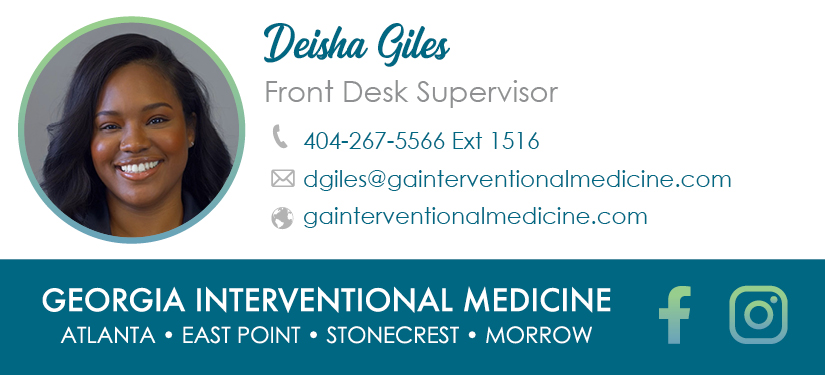 Deisha Giles
Front Desk Supervisor
404-267-5566 Ext 1516
dgiles@gainterventionalmedicine.com
gainterventionalmedicine.com
GEORGIA INTERVENTIONAL MEDICINE
ATLANTA • EAST POINT • STONECREST • MORROW